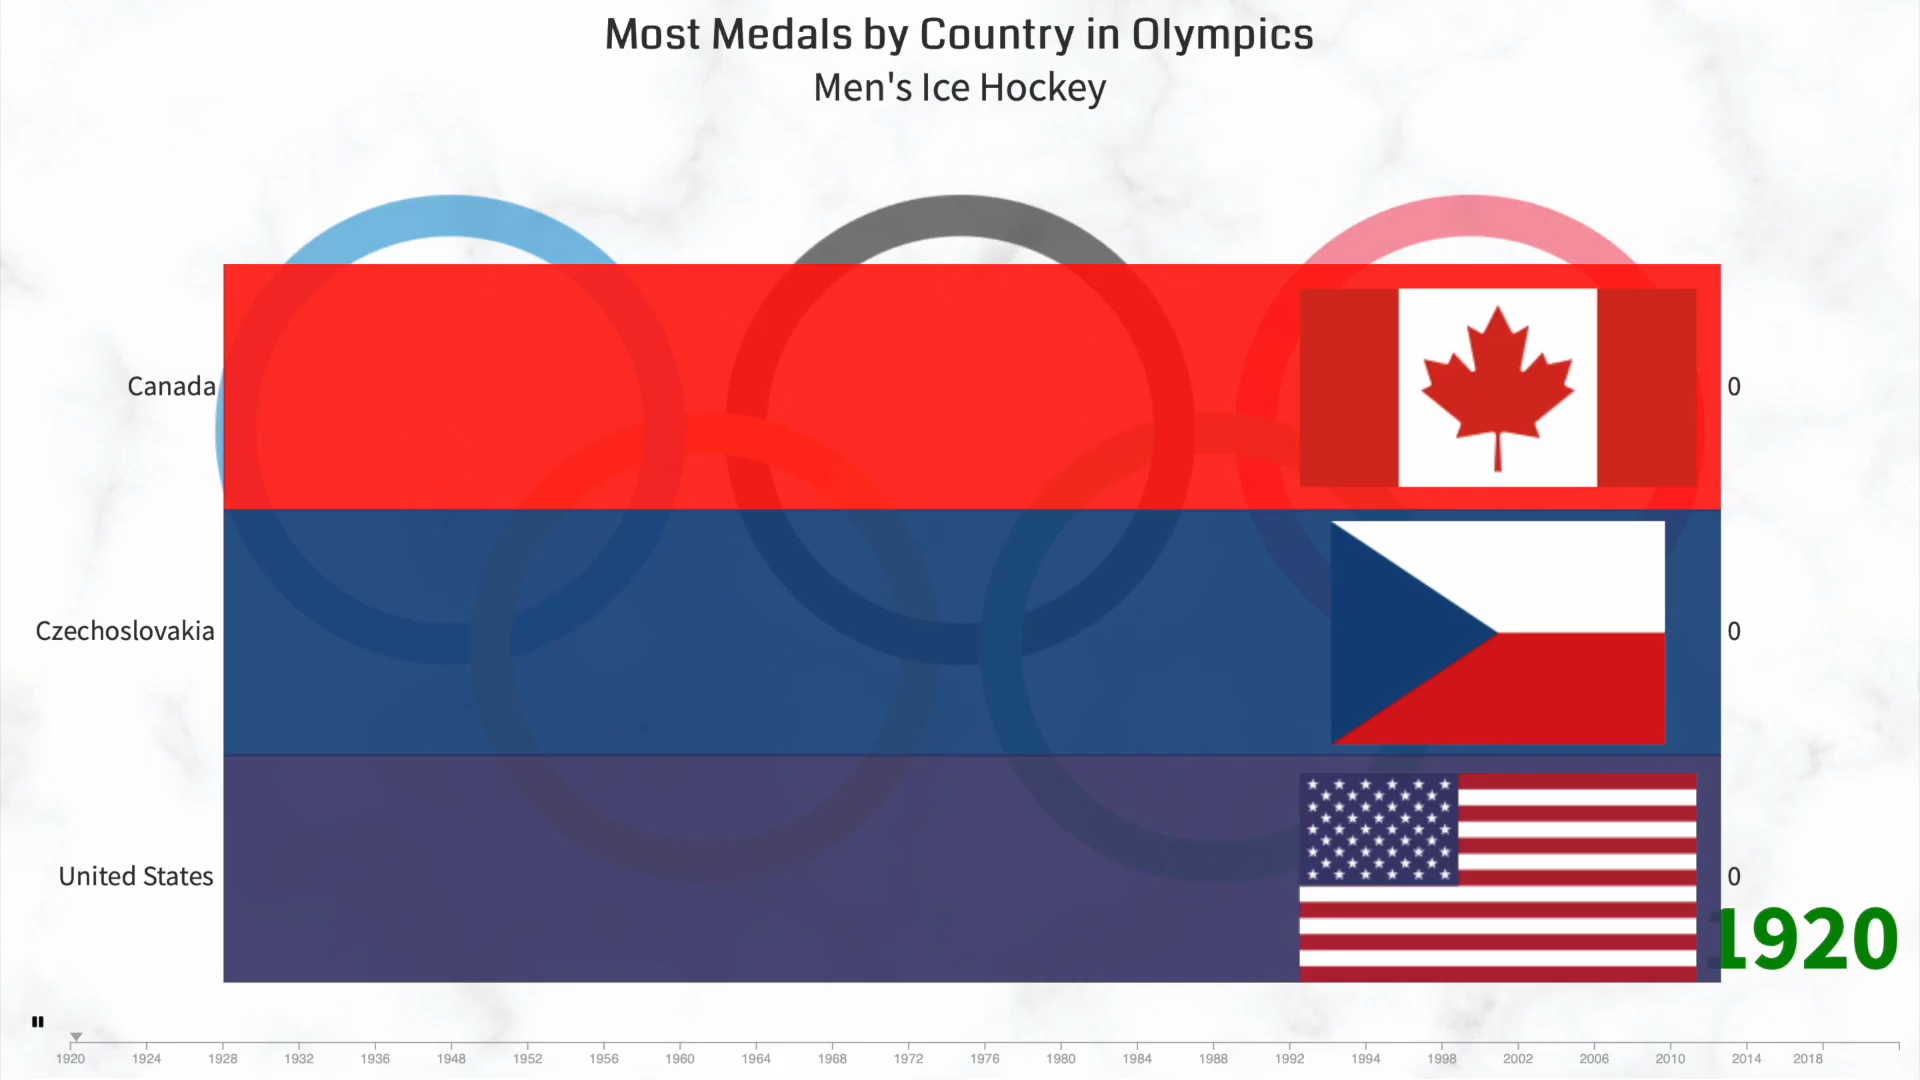 Most Medals by Country in Olympics
Men's Ice Hockey
Canada 0
Czechoslovakia 0
United States 0
1920
1920 1924 1928 1932 1936 1948 1952 1956 1960 1964 1968 1972 1976 1980 1984 1988 1992 1994 1998 2002 2006 2010 2014 2018